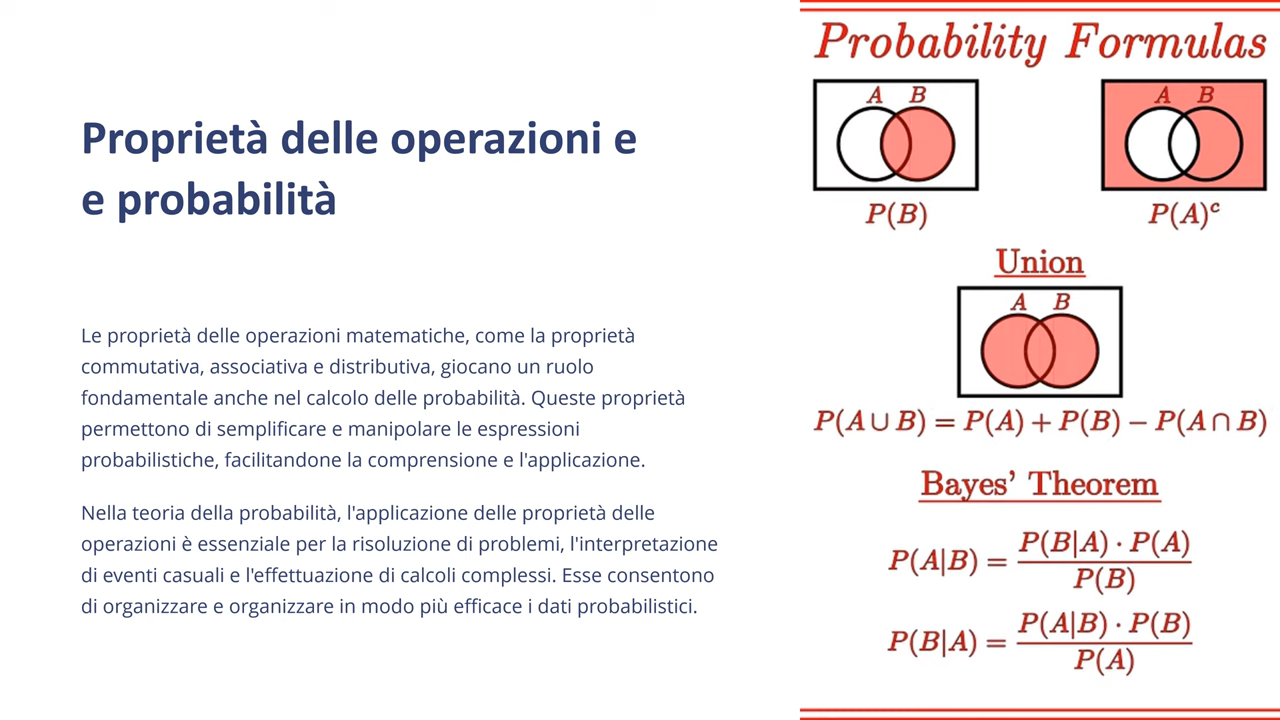 Proprietà delle operazioni e
e probabilità
Le proprietà delle operazioni matematiche, come la proprietà
commutativa, associativa e distributiva, giocano un ruolo
fondamentale anche nel calcolo delle probabilità. Queste proprietà
permettono di semplificare e manipolare le espressioni
probabilistiche, facilitandone la comprensione e l'applicazione.
Nella teoria della probabilità, l'applicazione delle proprietà delle
operazioni è essenziale per la risoluzione di problemi, l'interpretazione
di eventi casuali e l'effettuazione di calcoli complessi. Esse consentono
di organizzare e organizzare in modo più efficace i dati probabilistici.
Probability Formulas
A B
P(B)
A B
P(A)ᶜ
Union
A B
P(A ∪ B) = P(A) + P(B) − P(A ∩ B)
Bayes' Theorem
P(A|B) = P(B|A) · P(A)
P(B)
P(B|A) = P(A|B) · P(B)
P(A)